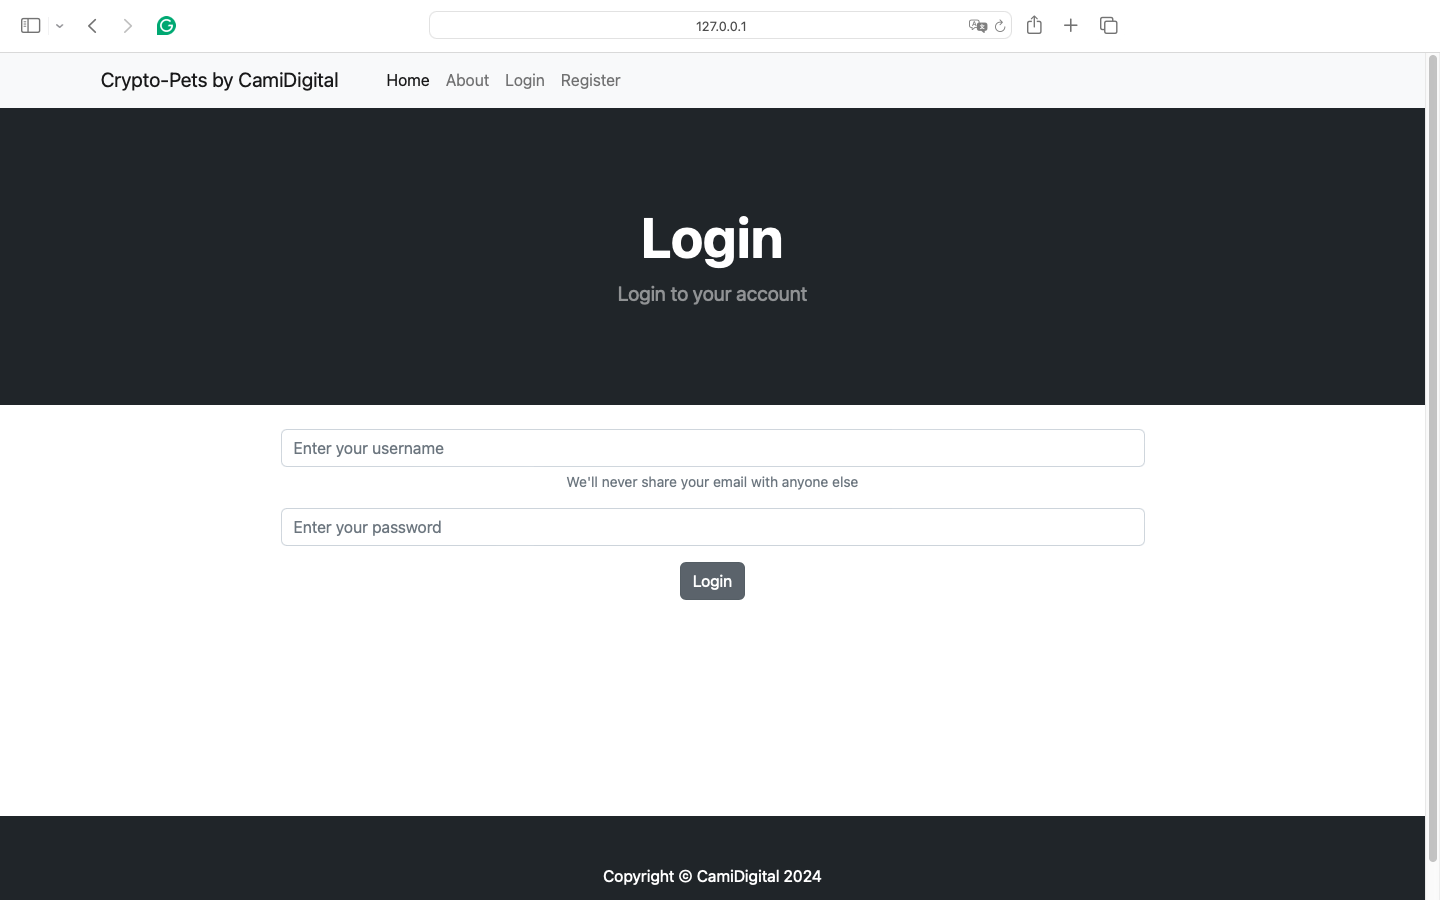 127.0.0.1
Crypto-Pets by CamiDigital Home About Login Register
Login
Login to your account
Enter your username
We'll never share your email with anyone else
Enter your password
Login
Copyright © CamiDigital 2024